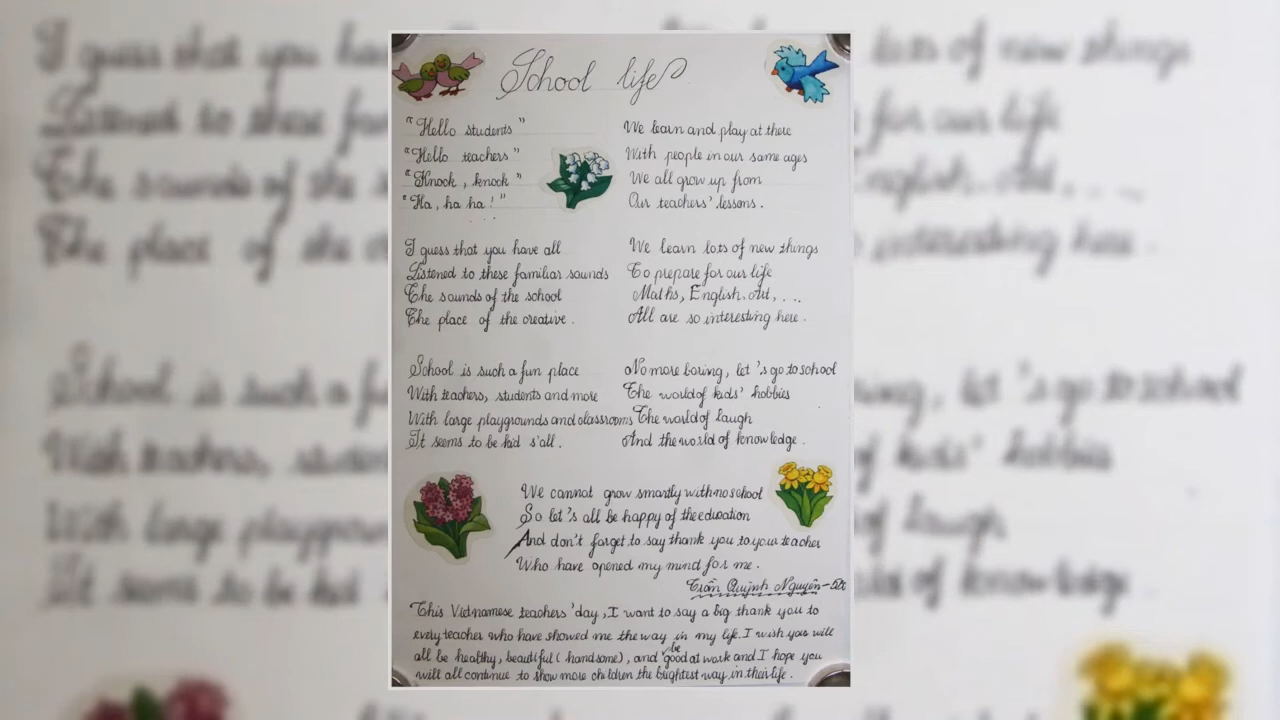 School life
"Hello students"
"Hello teachers"
"Knock, knock"
"Ha, ha ha!"
....
I guess that you have all
Listened to these familiar sounds
The sounds of the school
The place of the creative.
School is such a fun place
With teachers, students and more
With large playgrounds and classrooms
It seems to be kid s'all.
We learn and play at there
With people in our same ages
We all grow up from
Our teachers' lessons.
We learn lots of new things
To prepare for our life
Maths, English, Art, ....
All are so interesting here.
No more boring, let's go to school
The world of kids' hobbies
The world of laugh
And the world of knowledge.
We cannot grow smartly with no school
So let's all be happy of the education
And don't forget to say thank you to your teacher
Who have opened my mind for me.
Trần Quỳnh Nguyên -
This Vietnamese teachers' day, I want to say a big thank you to
every teacher who have showed me the way in my life. I wish you will
all be healthy, beautiful (handsome), and be good at work and I hope you
will all continue to show more children the brightest way in their life.